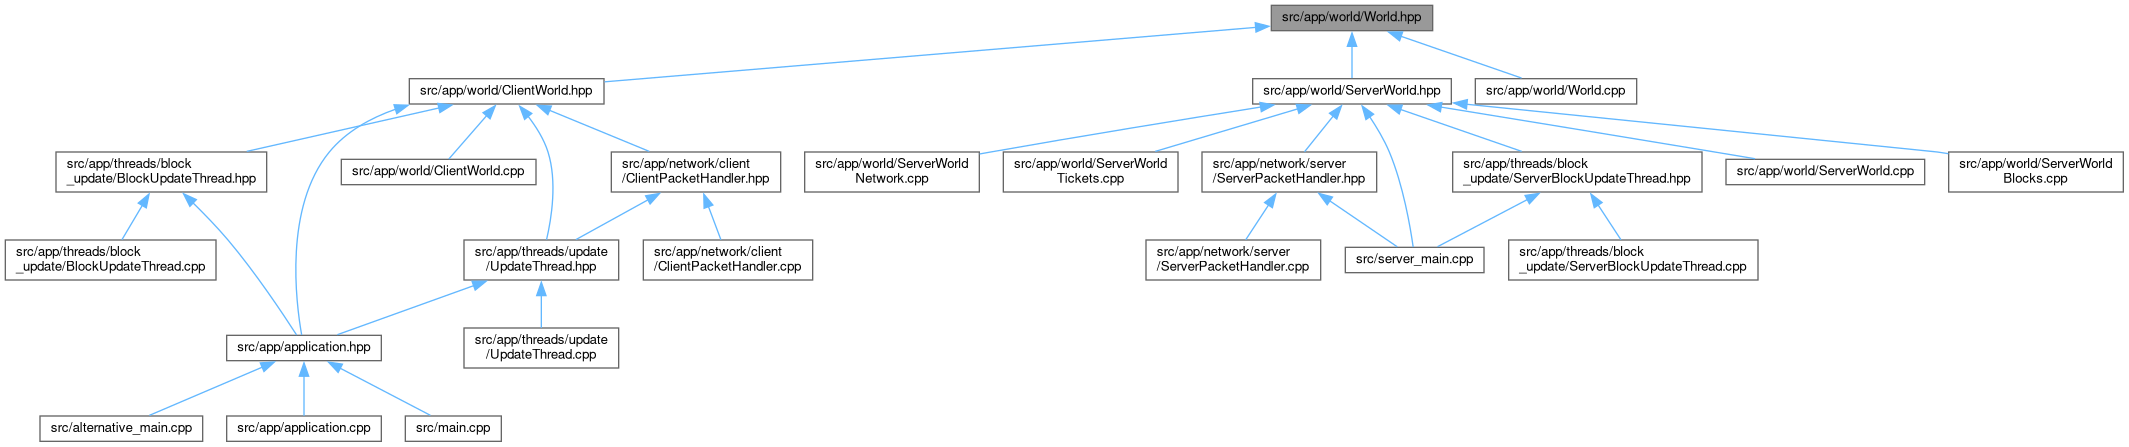 src/app/world/World.hpp
src/app/world/ClientWorld.hpp
src/app/world/ServerWorld.hpp
src/app/world/World.cpp
src/app/threads/block
_update/BlockUpdateThread.hpp
src/app/world/ClientWorld.cpp
src/app/network/client
/ClientPacketHandler.hpp
src/app/world/ServerWorld
Network.cpp
src/app/world/ServerWorld
Tickets.cpp
src/app/network/server
/ServerPacketHandler.hpp
src/app/threads/block
_update/ServerBlockUpdateThread.hpp
src/app/world/ServerWorld.cpp
src/app/world/ServerWorld
Blocks.cpp
src/app/threads/block
_update/BlockUpdateThread.cpp
src/app/threads/update
/UpdateThread.hpp
src/app/network/client
/ClientPacketHandler.cpp
src/app/network/server
/ServerPacketHandler.cpp
src/server_main.cpp
src/app/threads/block
_update/ServerBlockUpdateThread.cpp
src/app/application.hpp
src/app/threads/update
/UpdateThread.cpp
src/alternative_main.cpp
src/app/application.cpp
src/main.cpp